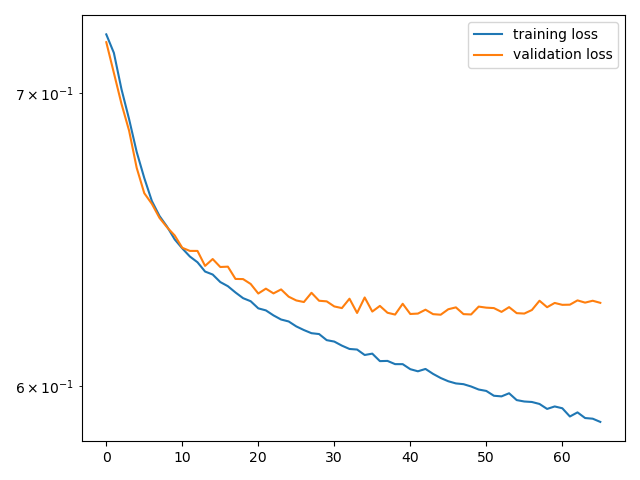 training loss
validation loss
7 × 10⁻¹
6 × 10⁻¹
0 10 20 30 40 50 60